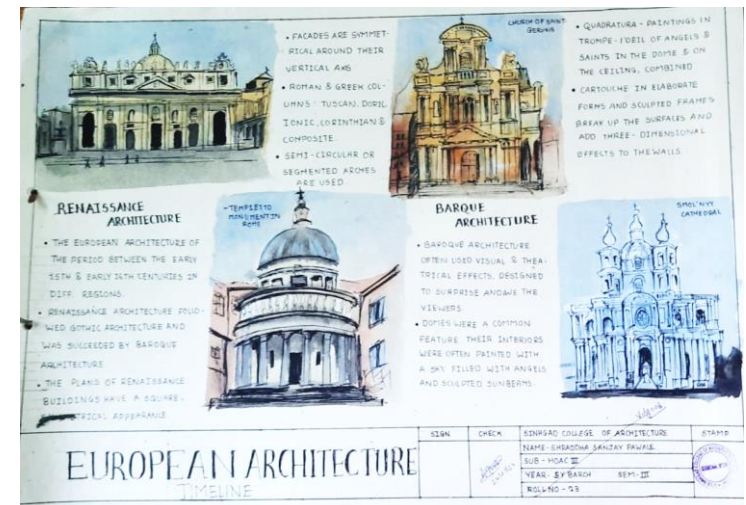 • FACADES ARE SYMMET-
RICAL AROUND THEIR
VERTICAL AXIS
• ROMAN & GREEK COL-
UMNS : TUSCAN, DORIC
IONIC, CORINTHIAN &
COMPOSITE.
• SEMI-CIRCULAR OR
SEGMENTED ARCHES
ARE USED
CHURCH OF SAINT
GERVAIS
• QUADRATURA - PAINTINGS IN
TROMPE-L'OEIL OF ANGELS &
SAINTS IN THE DOME & ON
THE CEILING, COMBINED
• CARTOUCHE IN ELABORATE
FORMS AND SCULPTED FRAMES
BREAK UP THE SURFACES AND
ADD THREE-DIMENSIONAL
EFFECTS TO THE WALLS
RENAISSANCE
ARCHITECTURE
• THE EUROPEAN ARCHITECTURE OF
THE PERIOD BETWEEN THE EARLY
15TH & EARLY 16TH CENTURIES IN
DIFF. REGIONS.
• RENAISSANCE ARCHITECTURE FOLLO-
WED GOTHIC ARCHITECTURE AND
WAS SUCCEEDED BY BAROQUE
ARCHITECTURE
• THE PLANS OF RENAISSANCE
BUILDINGS HAVE A SQUARE,
APPEARANCE
- TEMPIETTO
MONUMENT IN
ROME
BARQUE
ARCHITECTURE
• BAROQUE ARCHITECTURE
OFTEN USED VISUAL & THEA-
TRICAL EFFECTS, DESIGNED
TO SURPRISE AND AWE THE
VIEWERS.
• DOMES WERE A COMMON
FEATURE THEIR INTERIORS
WERE OFTEN PAINTED WITH
A SKY FILLED WITH ANGELS
AND SCULPTED SUNBEAMS.
SMOL'NYY
CATHEDRAL
EUROPEAN ARCHITECTURE
TIMELINE
SIGN
CHECK
SINHGAD COLLEGE OF ARCHITECTURE
NAME - SHRADDHA SANJAY PAWALE
SUB - HOAC III
YEAR - SY BARCH SEM - III
ROLL NO - 23
STAMP